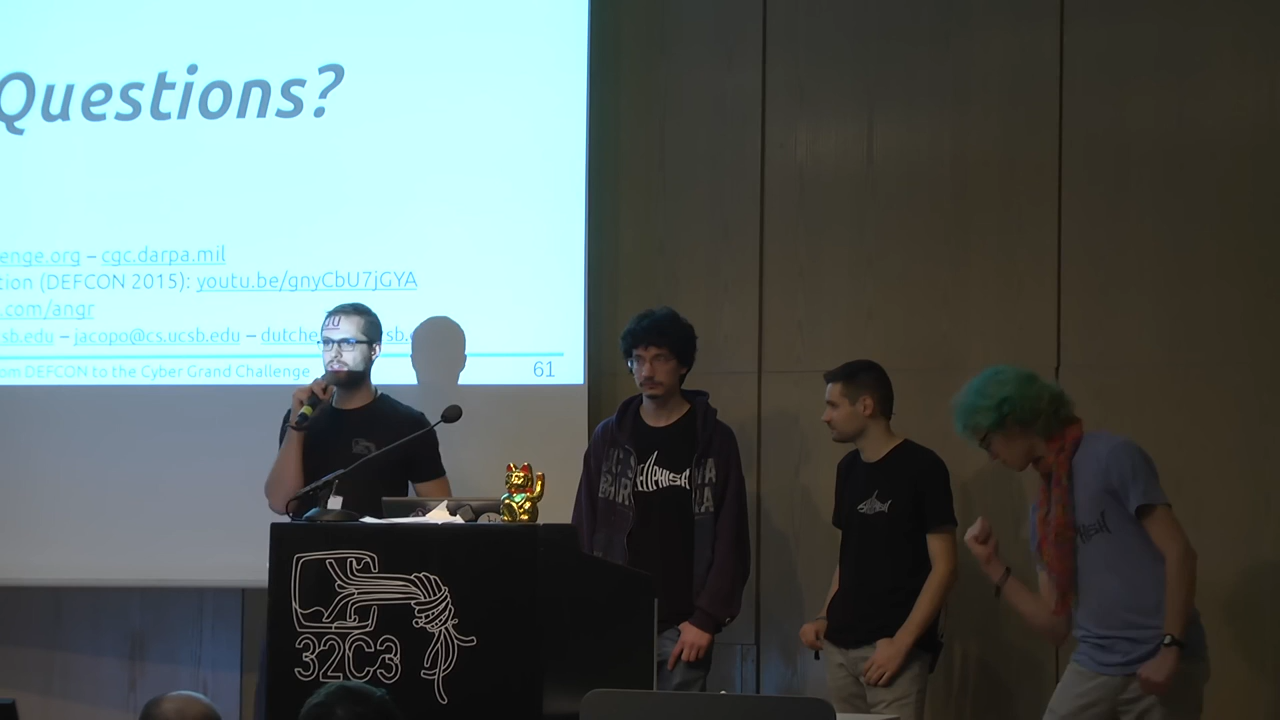 Questions?
enge.org – cgc.darpa.mil
tion (DEFCON 2015): youtu.be/gnyCbU7jGYA
.com/angr
sb.edu – jacopo@cs.ucsb.edu – dutche
sb.
om DEFCON to the Cyber Grand Challenge
61
32C3